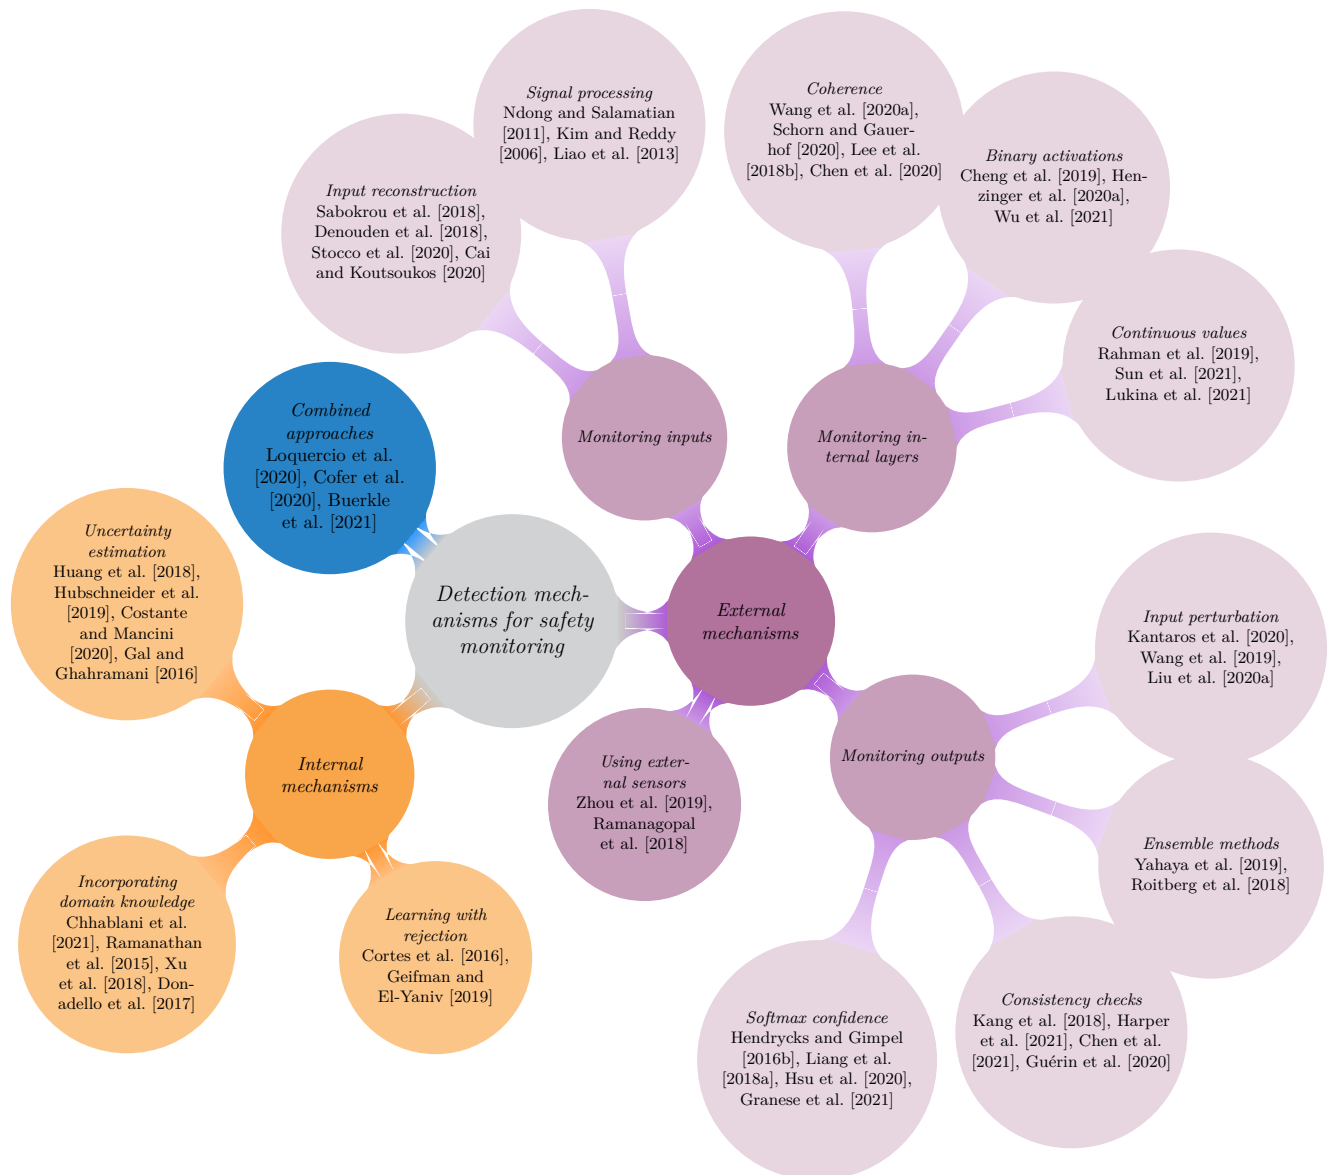 Signal processing
Ndong and Salamatian
[2011], Kim and Reddy
[2006], Liao et al. [2013]
Coherence
Wang et al. [2020a],
Schorn and Gauer-
hof [2020], Lee et al.
[2018b], Chen et al. [2020]
Binary activations
Cheng et al. [2019], Hen-
zinger et al. [2020a],
Wu et al. [2021]
Input reconstruction
Sabokrou et al. [2018],
Denouden et al. [2018],
Stocco et al. [2020], Cai
and Koutsoukos [2020]
Continuous values
Rahman et al. [2019],
Sun et al. [2021],
Lukina et al. [2021]
Combined
approaches
Loquercio et al.
[2020], Cofer et al.
[2020], Buerkle
et al. [2021]
Monitoring inputs
Monitoring in-
ternal layers
Uncertainty
estimation
Huang et al. [2018],
Hubschneider et al.
[2019], Costante
and Mancini
[2020], Gal and
Ghahramani [2016]
Detection mech-
anisms for safety
monitoring
External
mechanisms
Input perturbation
Kantaros et al. [2020],
Wang et al. [2019],
Liu et al. [2020a]
Internal
mechanisms
Using exter-
nal sensors
Zhou et al. [2019],
Ramanagopal
et al. [2018]
Monitoring outputs
Ensemble methods
Yahaya et al. [2019],
Roitberg et al. [2018]
Incorporating
domain knowledge
Chhablani et al.
[2021], Ramanathan
et al. [2015], Xu
et al. [2018], Don-
adello et al. [2017]
Learning with
rejection
Cortes et al. [2016],
Geifman and
El-Yaniv [2019]
Softmax confidence
Hendrycks and Gimpel
[2016b], Liang et al.
[2018a], Hsu et al. [2020],
Granese et al. [2021]
Consistency checks
Kang et al. [2018], Harper
et al. [2021], Chen et al.
[2021], Guérin et al. [2020]